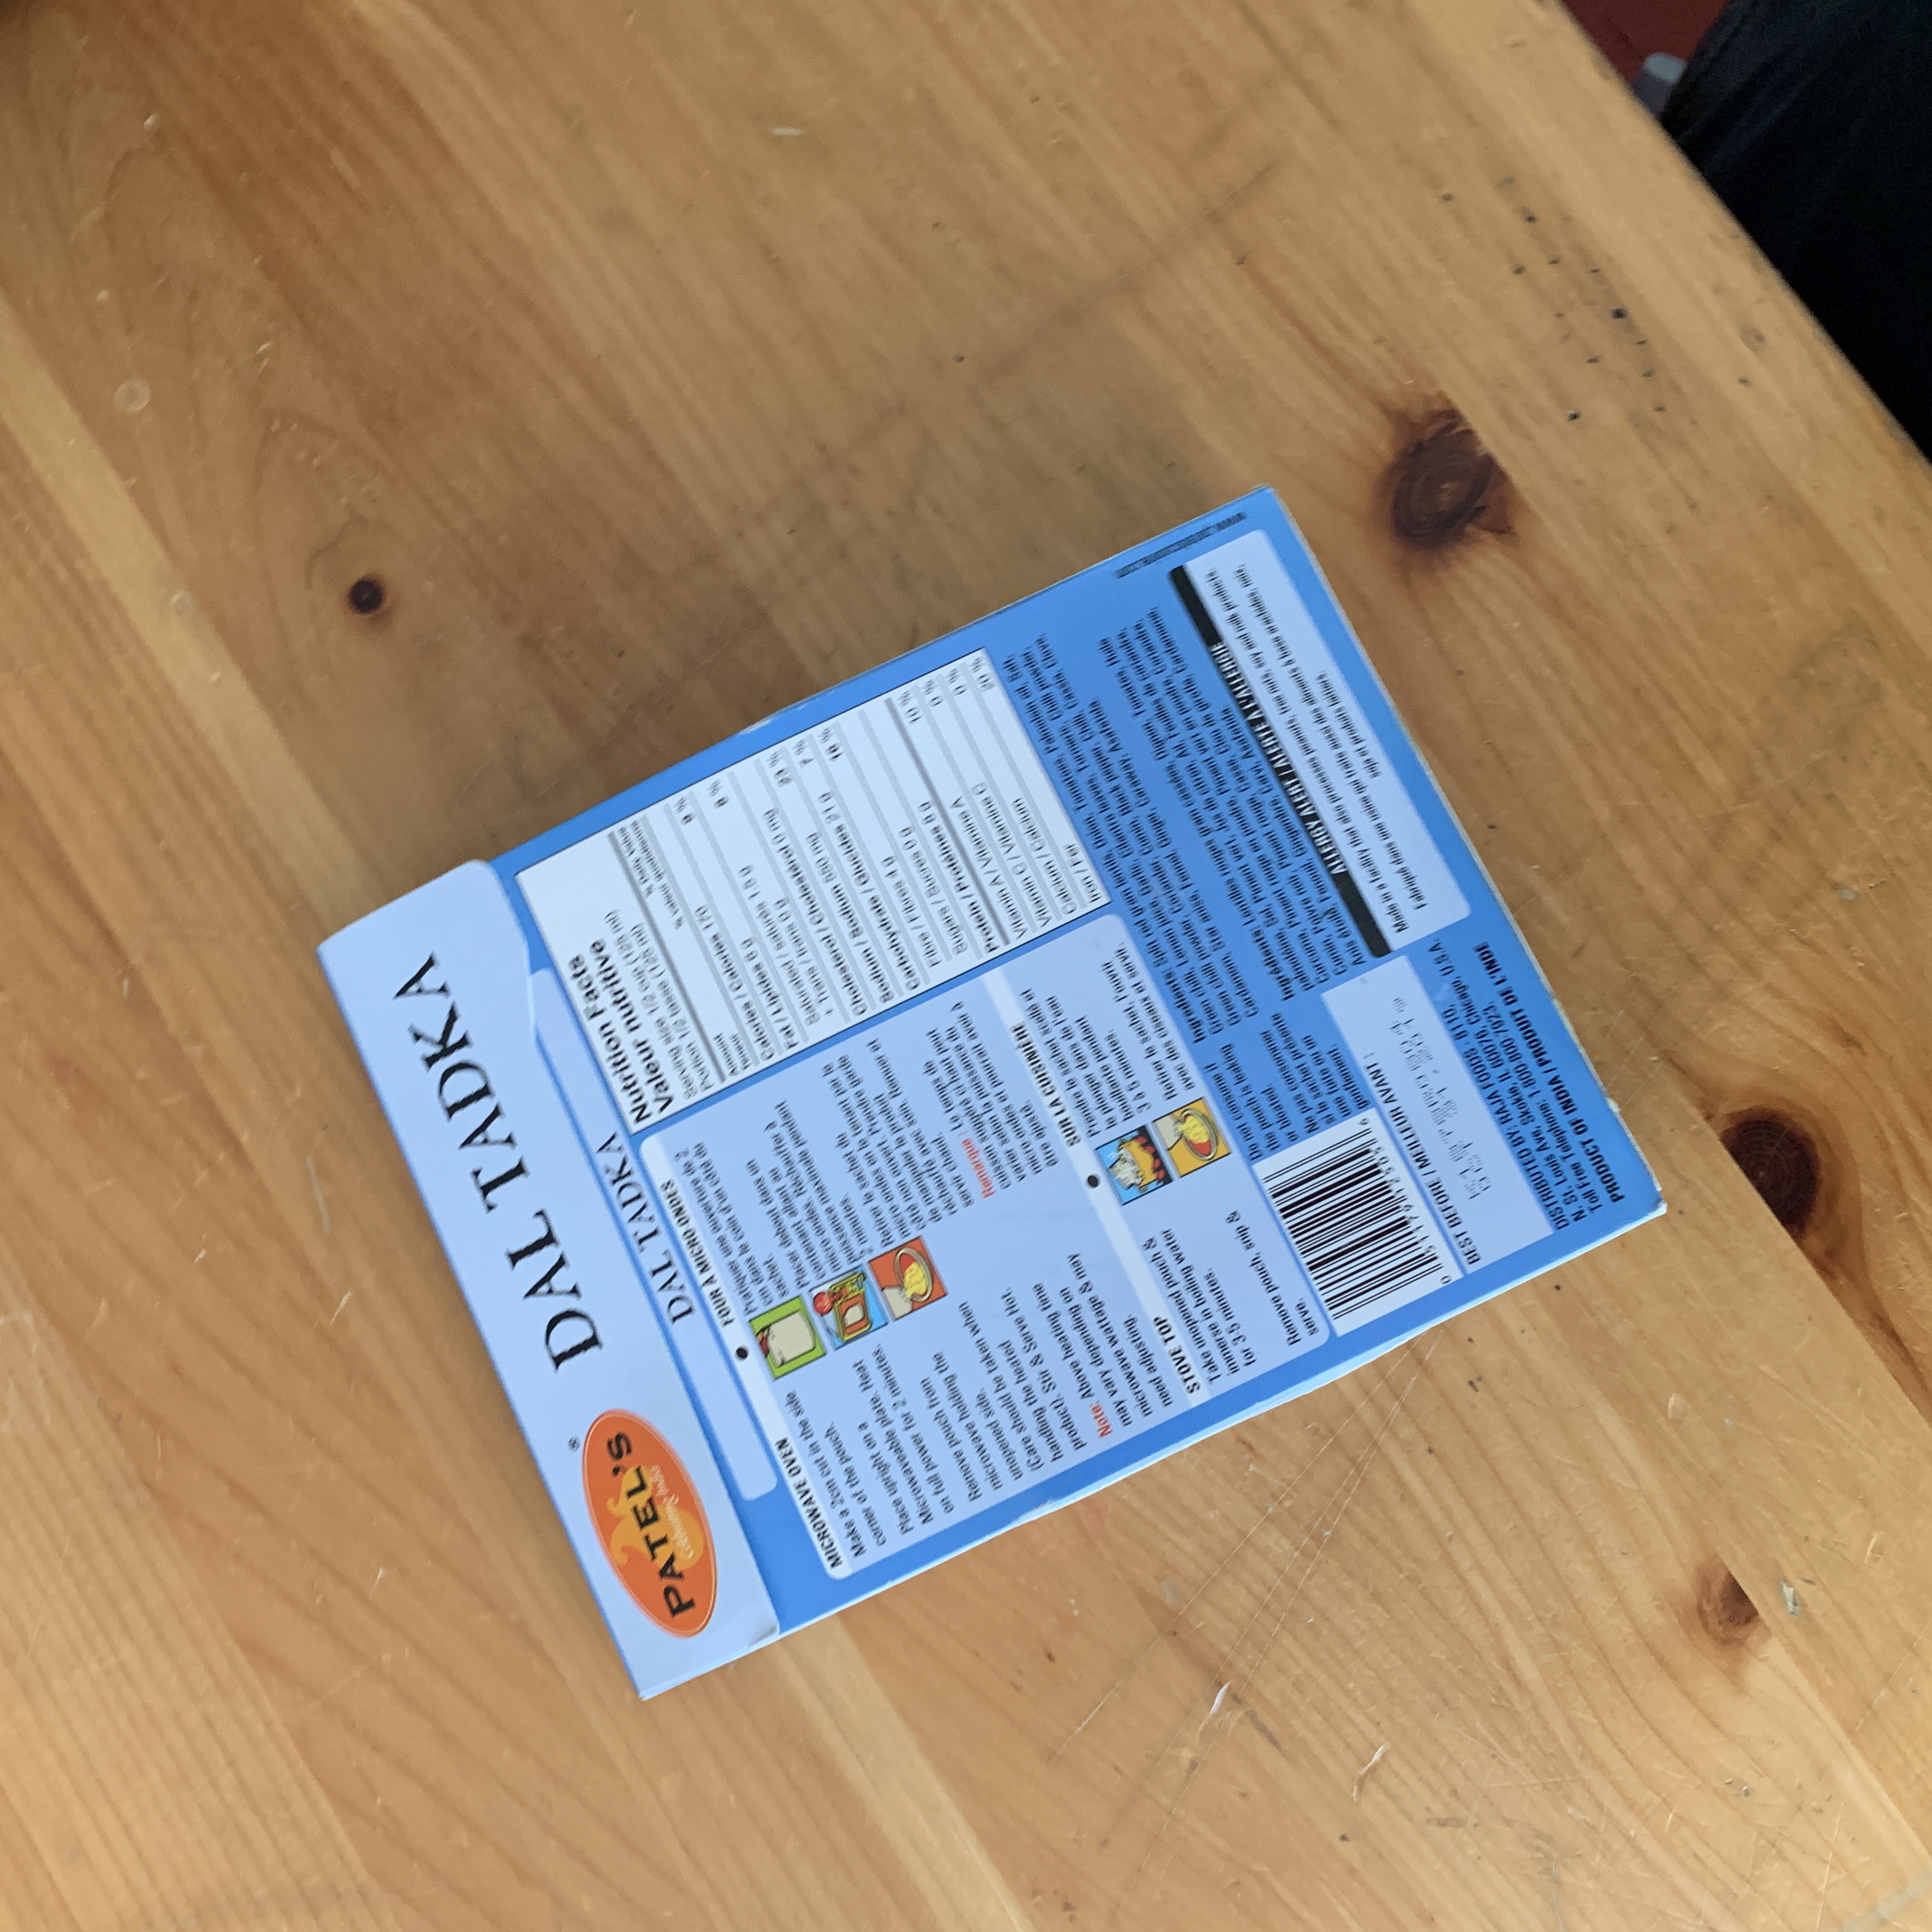 PATEL'S
Celebrating India
®
DAL TADKA
DAL TADKA
MICROWAVE OVEN
Make a 2cm cut in the side
corner of the pouch.
Place upright on a
Microwaveable plate. Heat
on full power for 2 minutes.
Remove pouch from
microwave holding the
unopened side.
(Care should be taken when
handling the heated
product). Stir & Serve Hot.
Note: Above heating time
may vary depending on
microwave wattage & may
need adjusting.
FOUR À MICRO-ONDES
Pratiquer une ouverture de 2
cm dans le coin d'un côté du
sachet.
Placer debout dans un
contenant allant au
micro-ondes. Réchauffer à
puissance maximale pendant
2 minutes.
Retirer le sachet du
micro-ondes en le tenant par le
côté non ouvert. Prendre garde
de manipuler le produit
réchauffé avec soin. Remuer et
servir chaud.
Remarque : Le temps de
cuisson suggéré ci-haut peut
varier selon la puissance du
micro-ondes et pourrait avoir à
être ajusté.
STOVE TOP
Take unopened pouch &
immerse in boiling water
for 3-5 minutes.
Remove pouch, snip &
serve.
SUR LA CUISINIÈRE
Prendre le sachet scellé et
le plonger dans de l'eau
bouillante pendant
3 à 5 minutes.
Retirer le sachet, l'ouvrir
avec des ciseaux et servir.
Nutrition Facts
Valeur nutritive
Serving size 1/2 cup (125 ml)
Portion 1/2 tasse (125 ml)
Amount % Daily Value
Teneur % valeur quotidienne
Calories / Calories 170
Fat / Lipides 6 g 9 %
Saturated / saturés 1.5 g 8 %
+ Trans / trans 0 g
Cholesterol / Cholestérol 0 mg
Sodium / Sodium 550 mg 23 %
Carbohydrate / Glucides 21 g 7 %
Fibre / Fibres 4 g 16 %
Sugars / Sucres 0 g
Protein / Protéines 8 g
Vitamin A / Vitamine A 10 %
Vitamin C / Vitamine C 0 %
Calcium / Calcium 0 %
Iron / Fer 20 %
Ingredients: Split red gram lentils, Onion, Tomatoes, Palmolein oil, Salt,
Green chili, Lemon juice, Garlic, Cilantro leaves, Turmeric, Chili powder,
Green chili powder, Coriander, Cumin, Black pepper, Chili, Cassia, Clove,
Cardamom, Star anise, Fennel, Ginger, Caraway, Asafetida.
Ingrédients: Lentilles rouges gram cassées, Oignon, Tomates, Huile
palmoléine, Sel, Piment vert, Jus de citron, Ail, Feuilles de coriandre,
Curcuma, Piment rouge en poudre, Piment vert en poudre, Coriandre,
Cumin, Poivre noir, Piment rouge, Casse, Clou de girofle, Cardamome,
Anis étoilé, Fenouil, Gingembre, Carvi, Asafetida.
ALLERGY ALERT / ALERTE À L'ALLERGIE
Made in a facility that also processes peanuts, tree nuts, soy and milk products.
Fabriqué dans une usine qui traite aussi des aliments à base arachides, noix,
soja et produits laitiers.
Do not consume if
the pouch is leaking
or bloated.
Ne pas consommer
si le sachet présente
une fuite ou un
gonflement.
0 51179 12503 6
BEST BEFORE / MEILLEUR AVANT :
DISTRIBUTED BY: RAJA FOODS - 8110,
N. St. Louis Ave, Skokie, IL 60076, Chicago, U.S.A.
Toll Free Telephone: 1-800-800-7923.
PRODUCT OF INDIA / PRODUIT DE L'INDE